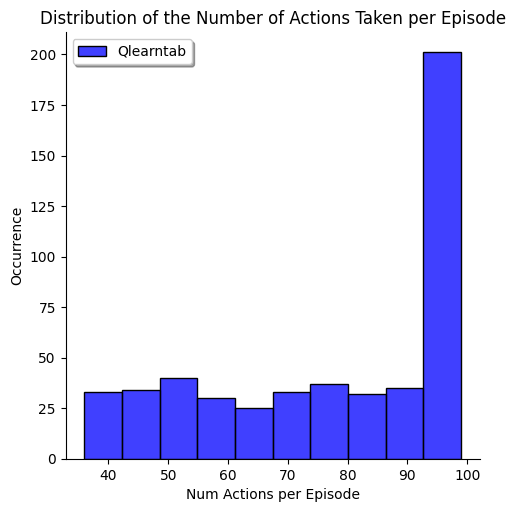 Distribution of the Number of Actions Taken per Episode
Qlearntab
200
175
150
125
100
75
50
25
0
Occurrence
40 50 60 70 80 90 100
Num Actions per Episode